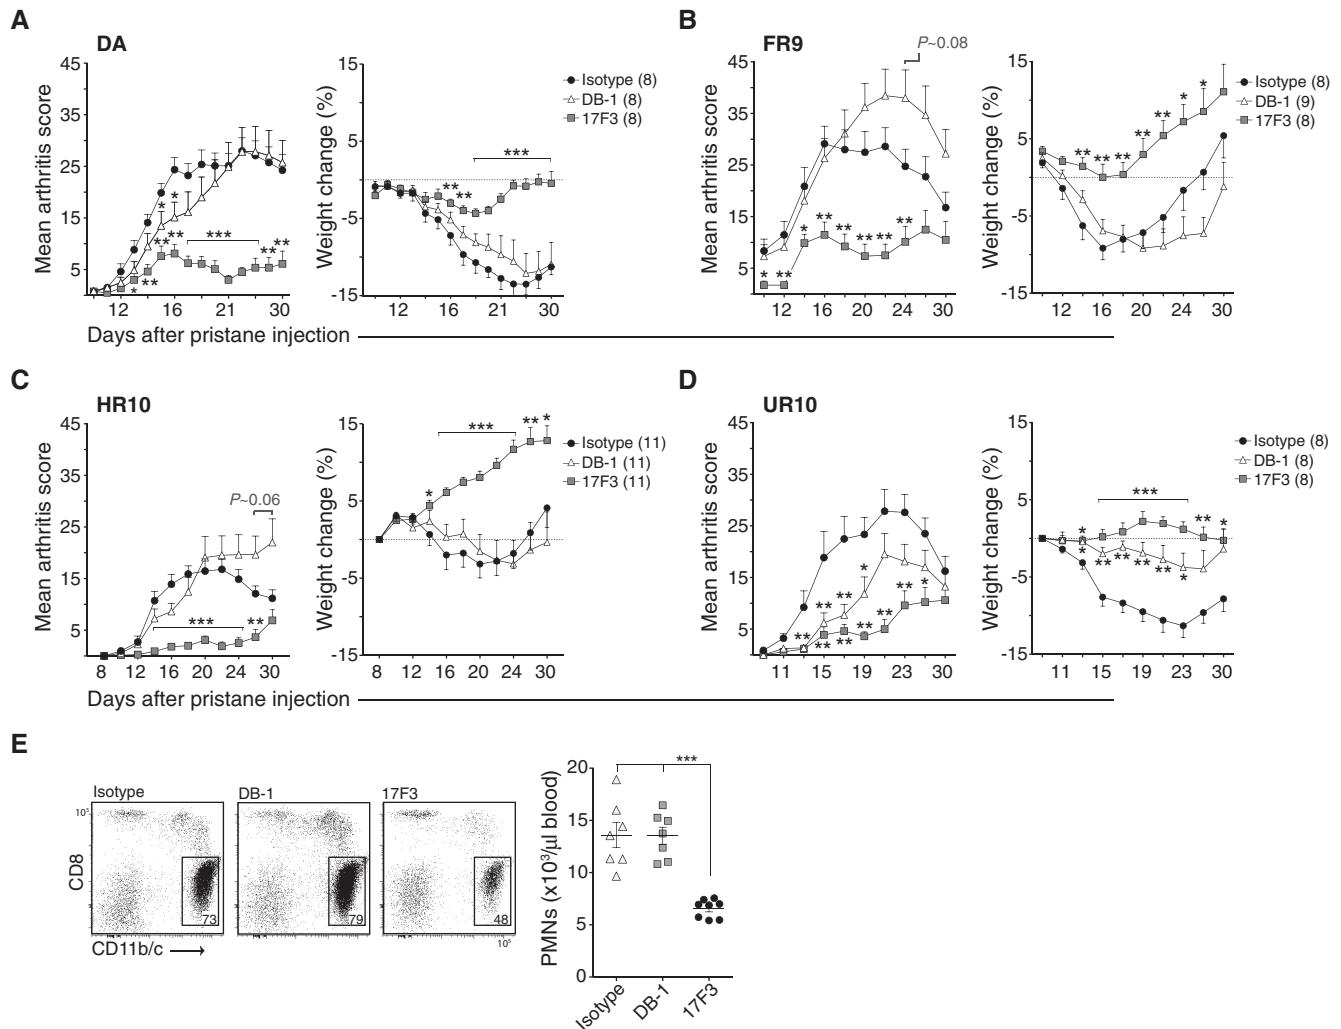 A
DA
45
35
25
15
5
Mean arthritis score
12 16 21 30
* * ** ** *** ** **
* **
15
5
-5
-15
Weight change (%)
12 16 20 24 30
** ** ***
Isotype (8)
DB-1 (8)
17F3 (8)
B
FR9
P~0.08
45
35
25
15
5
Mean arthritis score
12 16 20 24 30
* ** * ** ** ** ** **
15
5
-5
-15
Weight change (%)
12 16 20 24 30
** ** ** ** ** * *
Isotype (8)
DB-1 (9)
17F3 (8)
Days after pristane injection
C
HR10
P~0.06
45
35
25
15
5
Mean arthritis score
8 12 16 20 24 30
*** **
15
5
-5
-15
Weight change (%)
8 12 16 20 24 30
* *** ** *
Isotype (11)
DB-1 (11)
17F3 (11)
D
UR10
45
35
25
15
5
Mean arthritis score
11 15 19 23 30
** ** ** * ** ** *
** ** **
15
5
-5
-15
Weight change (%)
11 15 19 23 30
* *** ** *
* ** ** ** ** *
Isotype (8)
DB-1 (8)
17F3 (8)
Days after pristane injection
E
Isotype
DB-1
17F3
10⁵
CD8
73
79
48
10⁵
CD11b/c
20
15
10
5
0
PMNs (x10³/µl blood)
***
Isotype
DB-1
17F3